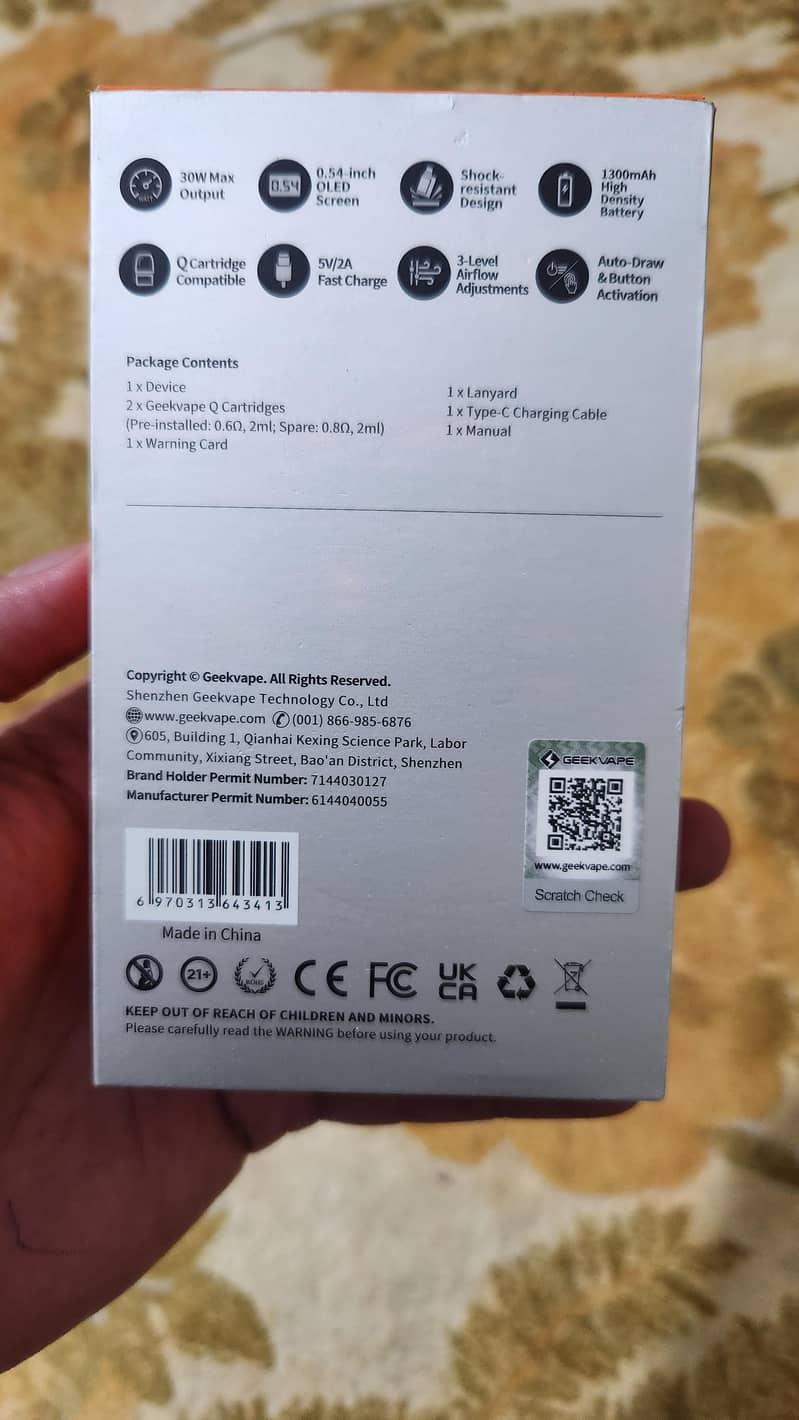 30W Max
Output
0.54
0.54-inch
OLED
Screen
Shock-
resistant
Design
1300mAh
High
Density
Battery
Q Cartridge
Compatible
5V/2A
Fast Charge
3-Level
Airflow
Adjustments
Auto-Draw
& Button
Activation
Package Contents
1 x Device
2 x Geekvape Q Cartridges
(Pre-installed: 0.6Ω, 2ml; Spare: 0.8Ω, 2ml)
1 x Warning Card
1 x Lanyard
1 x Type-C Charging Cable
1 x Manual
Copyright © Geekvape. All Rights Reserved.
Shenzhen Geekvape Technology Co., Ltd
www.geekvape.com (001) 866-985-6876
605, Building 1, Qianhai Kexing Science Park, Labor
Community, Xixiang Street, Bao'an District, Shenzhen
Brand Holder Permit Number: 7144030127
Manufacturer Permit Number: 6144040055
GEEKVAPE
www.geekvape.com
Scratch Check
6 970313 643413
Made in China
21+ ROHS CE FC UK CA
KEEP OUT OF REACH OF CHILDREN AND MINORS.
Please carefully read the WARNING before using your product.